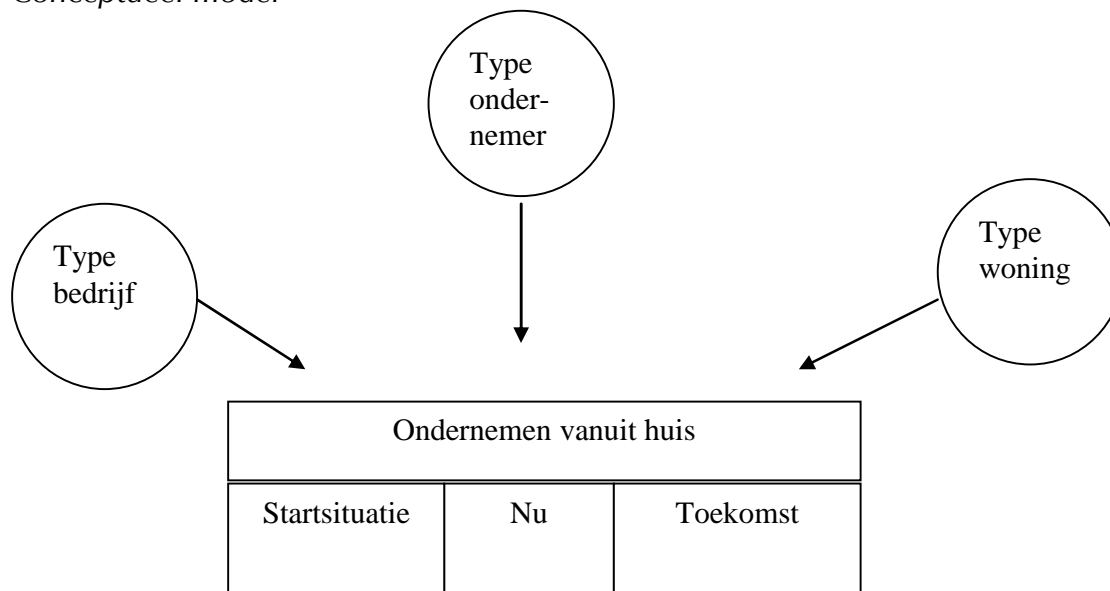 Conceptueel model
Type
onder-
nemer
Type
bedrijf
Type
woning
Ondernemen vanuit huis
Startsituatie
Nu
Toekomst